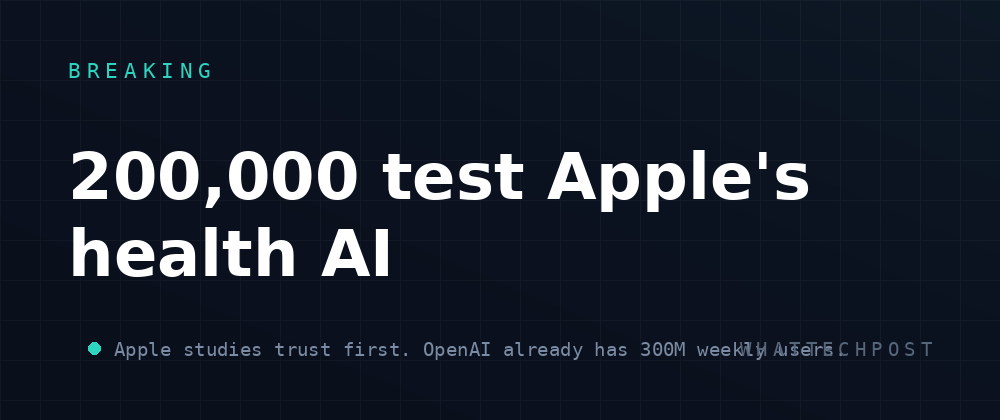 BREAKING
200,000 test Apple's
health AI
Apple studies trust first. OpenAI already has 300M weekly users.
WHATTECHPOST